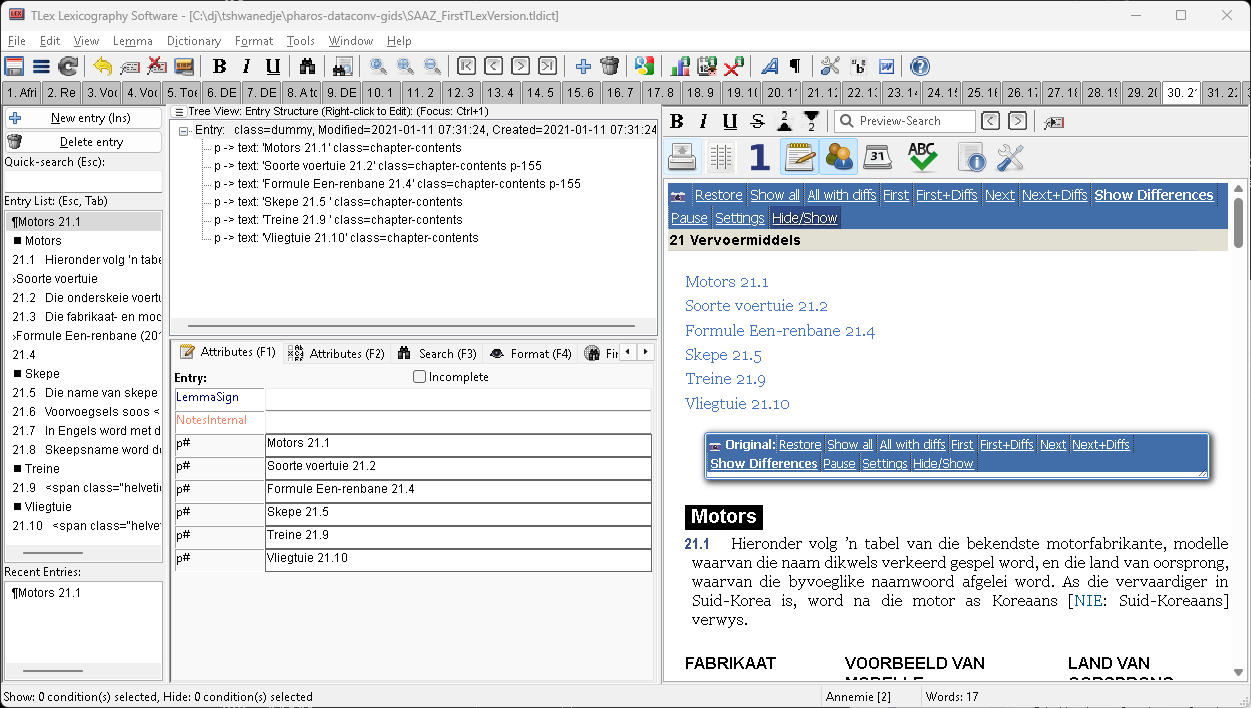 TLex Lexicography Software - [C:\dj\tshwanedje\pharos-dataconv-gids\SAAZ_FirstTLexVersion.tldict]
File Edit View Lemma Dictionary Format Tools Window Help
1. Afri 2. Re 3. Voo 4. Voo 5. Toe 6. DE 7. DE 8. A to 9. DE 10. 1 11. 2 12. 3 13. 4 14. 5 15. 6 16. 7 17. 8 18. 9 19. 10 20. 11 21. 12 22. 13 23. 14 24. 15 25. 16 26. 17 27. 18 28. 19 29. 20 30. 21 31. 22
New entry (Ins)
Delete entry
Quick-search (Esc):
Entry List: (Esc, Tab)
¶Motors 21.1
■ Motors
21.1 Hieronder volg 'n tabe
›Soorte voertuie
21.2 Die onderskeie voertu
21.3 Die fabrikaat- en mod
›Formule Een-renbane (20
21.4
■ Skepe
21.5 Die name van skepe
21.6 Voorvoegsels soos <
21.7 In Engels word met d
21.8 Skeepsname word de
■ Treine
21.9 <span class="helvetic
■ Vliegtuie
21.10 <span class="helve
Recent Entries:
¶Motors 21.1
Tree View: Entry Structure (Right-click to Edit): (Focus: Ctrl+1)
Entry: class=dummy, Modified=2021-01-11 07:31:24, Created=2021-01-11 07:31:24
p -> text: 'Motors 21.1' class=chapter-contents
p -> text: 'Soorte voertuie 21.2' class=chapter-contents p-155
p -> text: 'Formule Een-renbane 21.4' class=chapter-contents p-155
p -> text: 'Skepe 21.5 ' class=chapter-contents
p -> text: 'Treine 21.9 ' class=chapter-contents
p -> text: 'Vliegtuie 21.10' class=chapter-contents
Attributes (F1) Attributes (F2) Search (F3) Format (F4) Fir
Entry: Incomplete
LemmaSign
NotesInternal
p# Motors 21.1
p# Soorte voertuie 21.2
p# Formule Een-renbane 21.4
p# Skepe 21.5
p# Treine 21.9
p# Vliegtuie 21.10
B I U S 2 2 Preview-Search
1 31 ABC
Restore Show all All with diffs First First+Diffs Next Next+Diffs Show Differences
Pause Settings Hide/Show
21 Vervoermiddels
Motors 21.1
Soorte voertuie 21.2
Formule Een-renbane 21.4
Skepe 21.5
Treine 21.9
Vliegtuie 21.10
Original: Restore Show all All with diffs First First+Diffs Next Next+Diffs
Show Differences Pause Settings Hide/Show
Motors
21.1 Hieronder volg 'n tabel van die bekendste motorfabrikante, modelle
waarvan die naam dikwels verkeerd gespel word, en die land van oorsprong,
waarvan die byvoeglike naamwoord afgelei word. As die vervaardiger in
Suid-Korea is, word na die motor as Koreaans [NIE: Suid-Koreaans]
verwys.
FABRIKAAT VOORBEELD VAN LAND VAN
MODELLE OORSPRONG
Show: 0 condition(s) selected, Hide: 0 condition(s) selected
Annemie [2] Words: 17